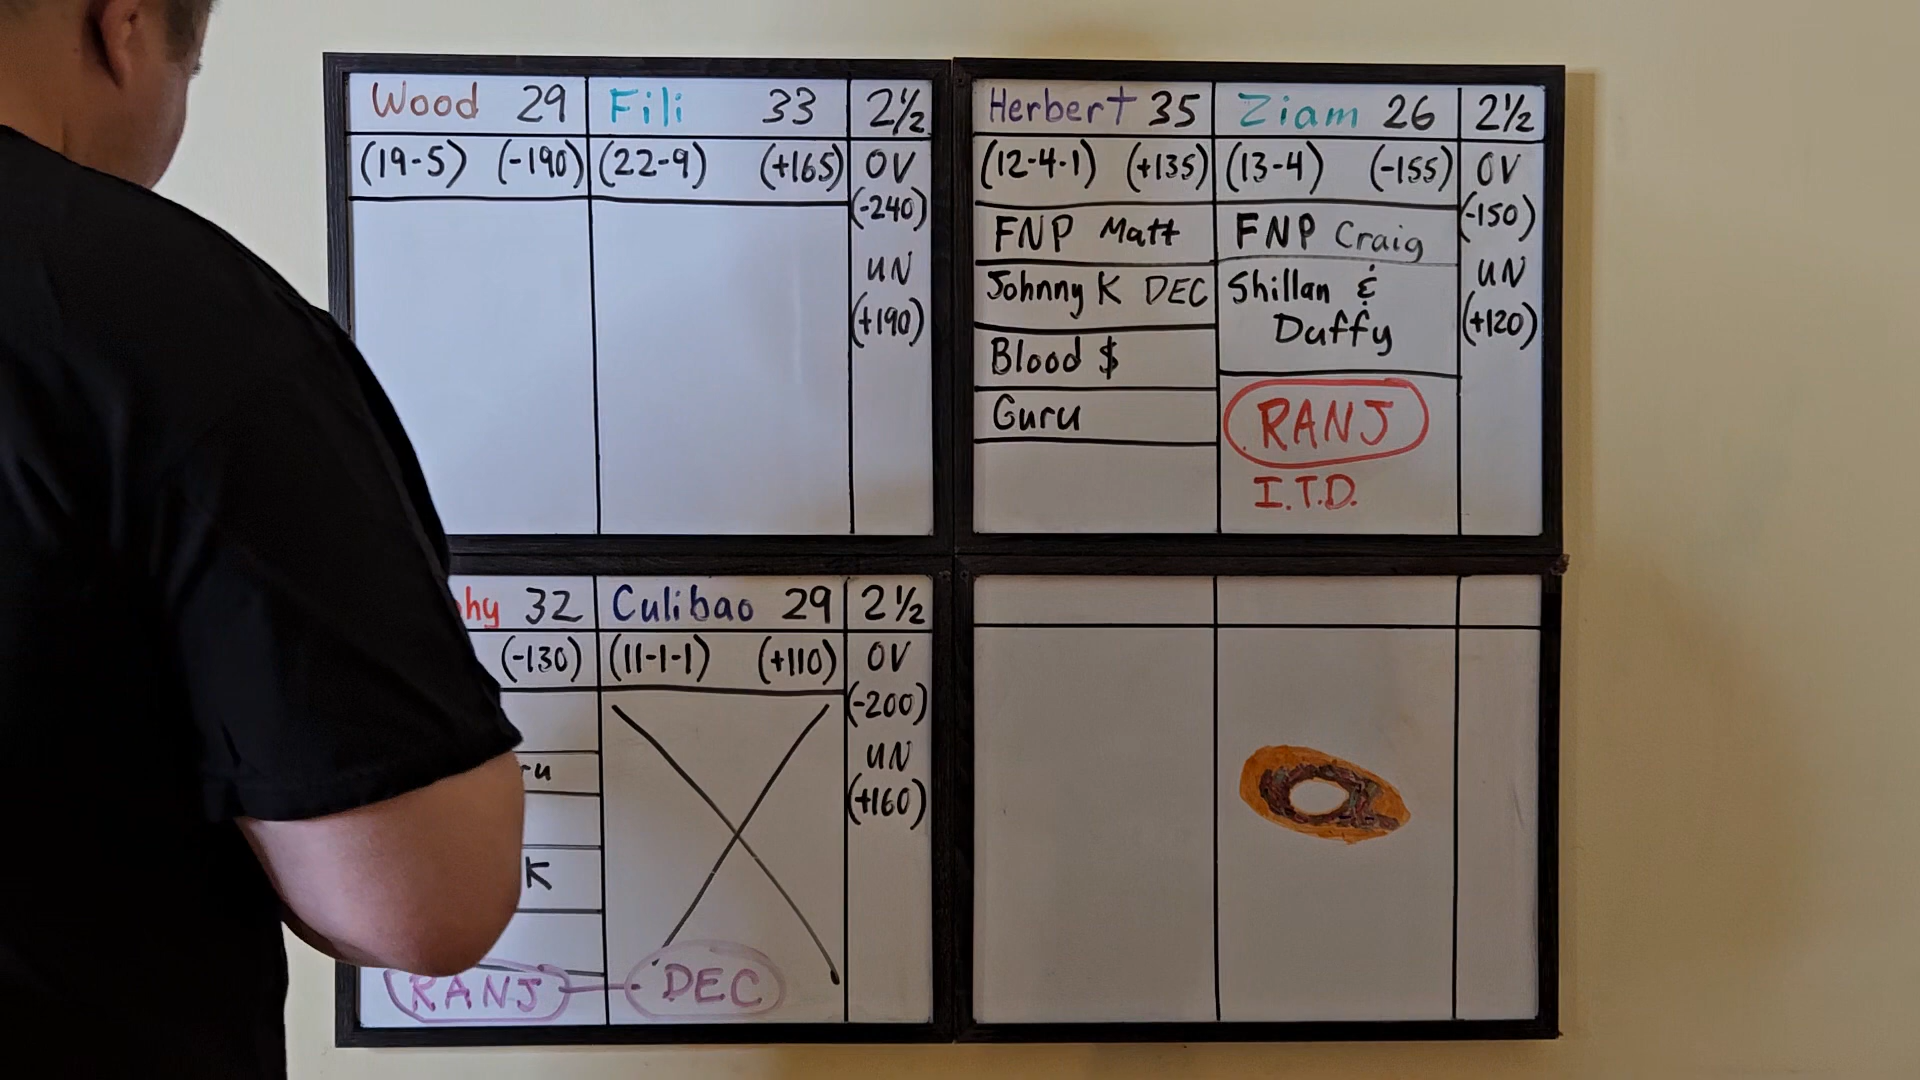 Wood 29 Fili 33 2½
(19-5) (-190) (22-9) (+165) OV
(-240)
UN
(+190)
Herbert 35 Ziam 26 2½
(12-4-1) (+135) (13-4) (-155) OV
(-150)
FNP Matt FNP Craig
UN
Johnny K DEC Shillan &
Duffy
(+120)
Blood $
Guru RANJ
I.T.D.
hy 32 Culibao 29 2½
(-130) (11-1-1) (+110) OV
(-200)
UN
ru
(+160)
K
RANJ - DEC